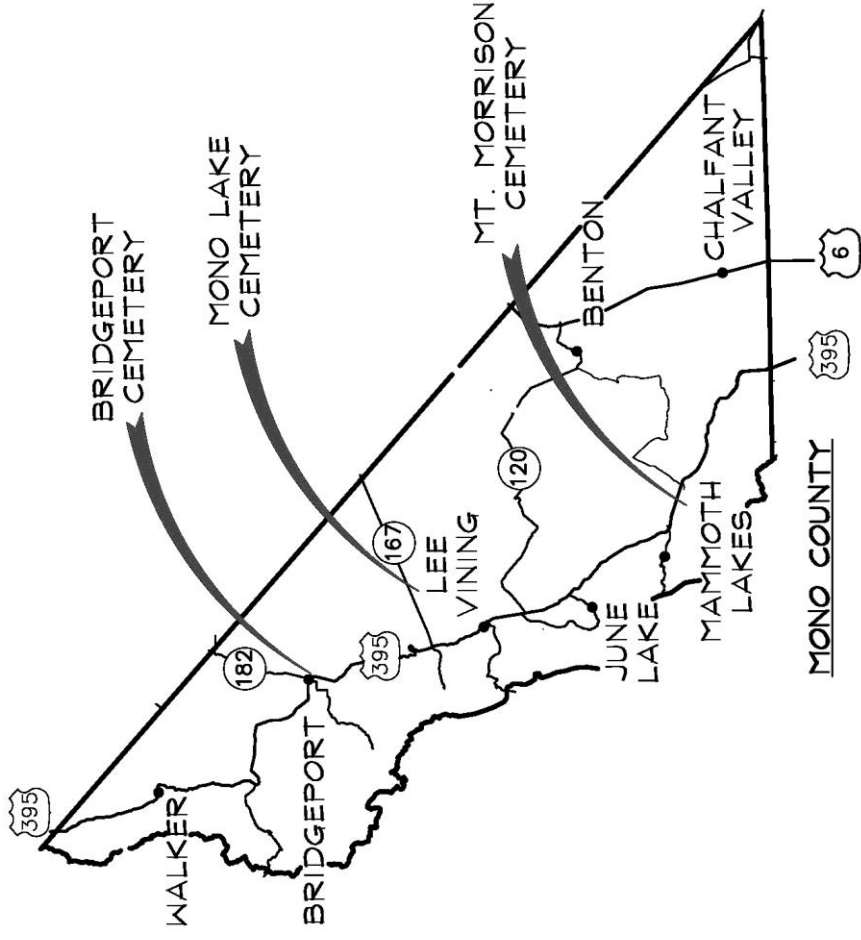 395
WALKER
BRIDGEPORT
CEMETERY
182
BRIDGEPORT
MONO LAKE
CEMETERY
395
167
LEE
VINING
120
JUNE
LAKE
MT. MORRISON
CEMETERY
BENTON
MAMMOTH
LAKES
CHALFANT
VALLEY
395
6
MONO COUNTY